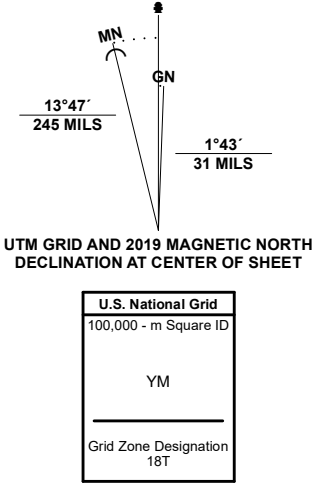 MN
GN
13°47´
245 MILS
1°43´
31 MILS
UTM GRID AND 2019 MAGNETIC NORTH
DECLINATION AT CENTER OF SHEET
U.S. National Grid
100,000 - m Square ID
YM
Grid Zone Designation
18T